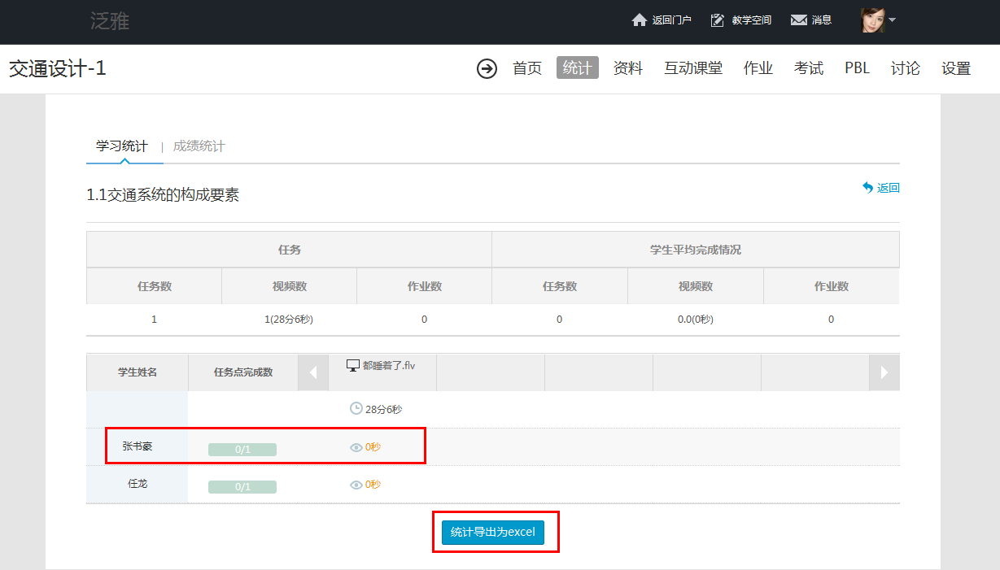 泛雅 返回门户 教学空间 消息
交通设计-1 首页 统计 资料 互动课堂 作业 考试 PBL 讨论 设置
学习统计 | 成绩统计
1.1交通系统的构成要素 返回
任务 学生平均完成情况
任务数 视频数 作业数 任务数 视频数 作业数
1 1(28分6秒) 0 0 0.0(0秒) 0
学生姓名 任务点完成数 都睡着了.flv
28分6秒
张书豪 0/1 0秒
任龙 0/1 0秒
统计导出为excel